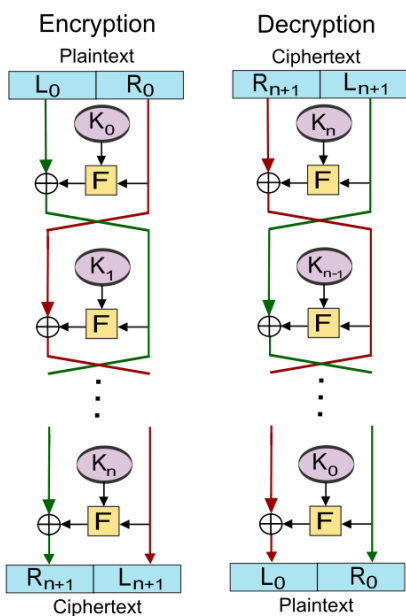 Encryption
Plaintext
L₀ R₀
K₀
F
K₁
F
Kₙ
F
Rₙ₊₁ Lₙ₊₁
Ciphertext
Decryption
Ciphertext
Rₙ₊₁ Lₙ₊₁
Kₙ
F
Kₙ₋₁
F
K₀
F
L₀ R₀
Plaintext